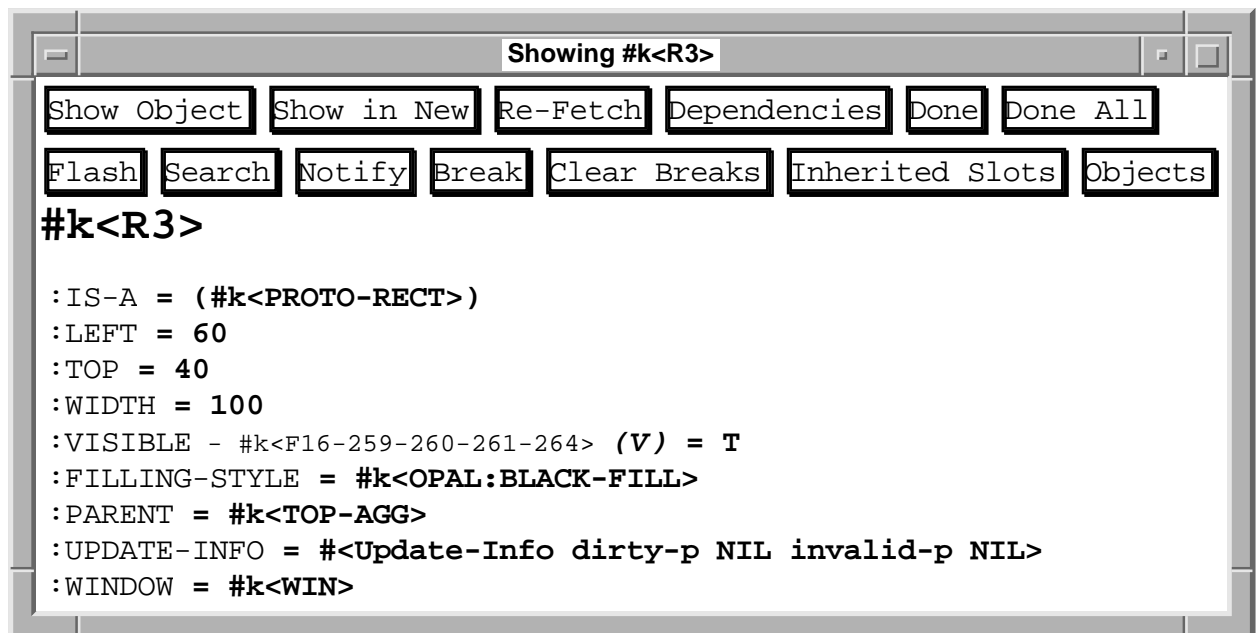 Showing #k<R3>
Show Object Show in New Re-Fetch Dependencies Done Done All
Flash Search Notify Break Clear Breaks Inherited Slots Objects
#k<R3>
:IS-A = (#k<PROTO-RECT>)
:LEFT = 60
:TOP = 40
:WIDTH = 100
:VISIBLE - #k<F16-259-260-261-264> (V) = T
:FILLING-STYLE = #k<OPAL:BLACK-FILL>
:PARENT = #k<TOP-AGG>
:UPDATE-INFO = #<Update-Info dirty-p NIL invalid-p NIL>
:WINDOW = #k<WIN>